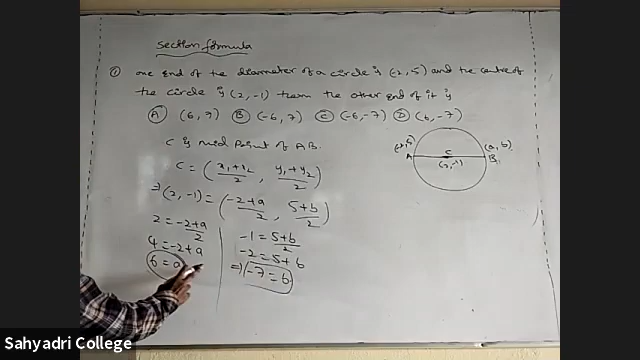 Section formula
① one end of the diameter of a circle is (-2, 5) and the centre of
the circle is (2, -1) then the other end of it is
Ⓐ (6, 7) Ⓑ (-6, 7) Ⓒ (-6, -7) Ⓓ (6, -7)
C is mid point of AB.
C = (x₁+x₂/2, y₁+y₂/2)
⇒ (2, -1) = (-2+a/2, 5+b/2)
2 = -2+a/2
4 = -2+a
6 = a
-1 = 5+b/2
-2 = 5+b
⇒ -7 = b
(a, b)
A
C
B
(2, -1)
Sahyadri College